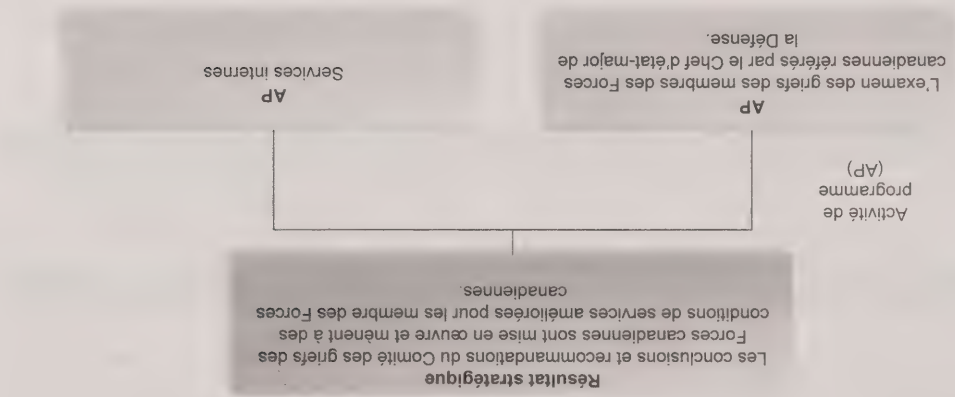 Résultat stratégique
Les conclusions et recommandations du Comité des griefs des
Forces canadiennes sont mise en œuvre et mènent à des
conditions de services améliorées pour les membre des Forces
canadiennes.
Activité de
programme
(AP)
AP
L'examen des griefs des membres des Forces
canadiennes référés par le Chef d'état-major de
la Défense.
AP
Services internes